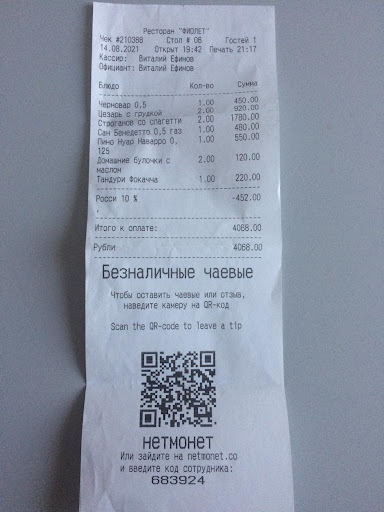 Ресторан "ФИОЛЕТ"
Чек #210388 Стол # 06 Гостей 1
14.08.2021 Открыт 19:42 Печать 21:17
Кассир: Виталий Ефинов
Официант: Виталий Ефинов
Блюдо Кол-во Сумма
Черновар 0,5 1.00 450.00
Цезарь с грудкой 2.00 920.00
Строганов со спагетти 2.00 1780.00
Сан Бенедетто 0,5 газ 1.00 480.00
Пино Нуар Наварро 0, 1.00 550.00
125
Домашние булочки с 2.00 120.00
маслом
Тандури Фокачча 1.00 220.00
Росси 10 % -452.00
.
Итого к оплате: 4068.00
Рубли 4068.00
Безналичные чаевые
Чтобы оставить чаевые или отзыв,
наведите камеру на QR-код
Scan the QR-code to leave a tip
нетмонет
Или зайдите на netmonet.co
и введите код сотрудника:
683924